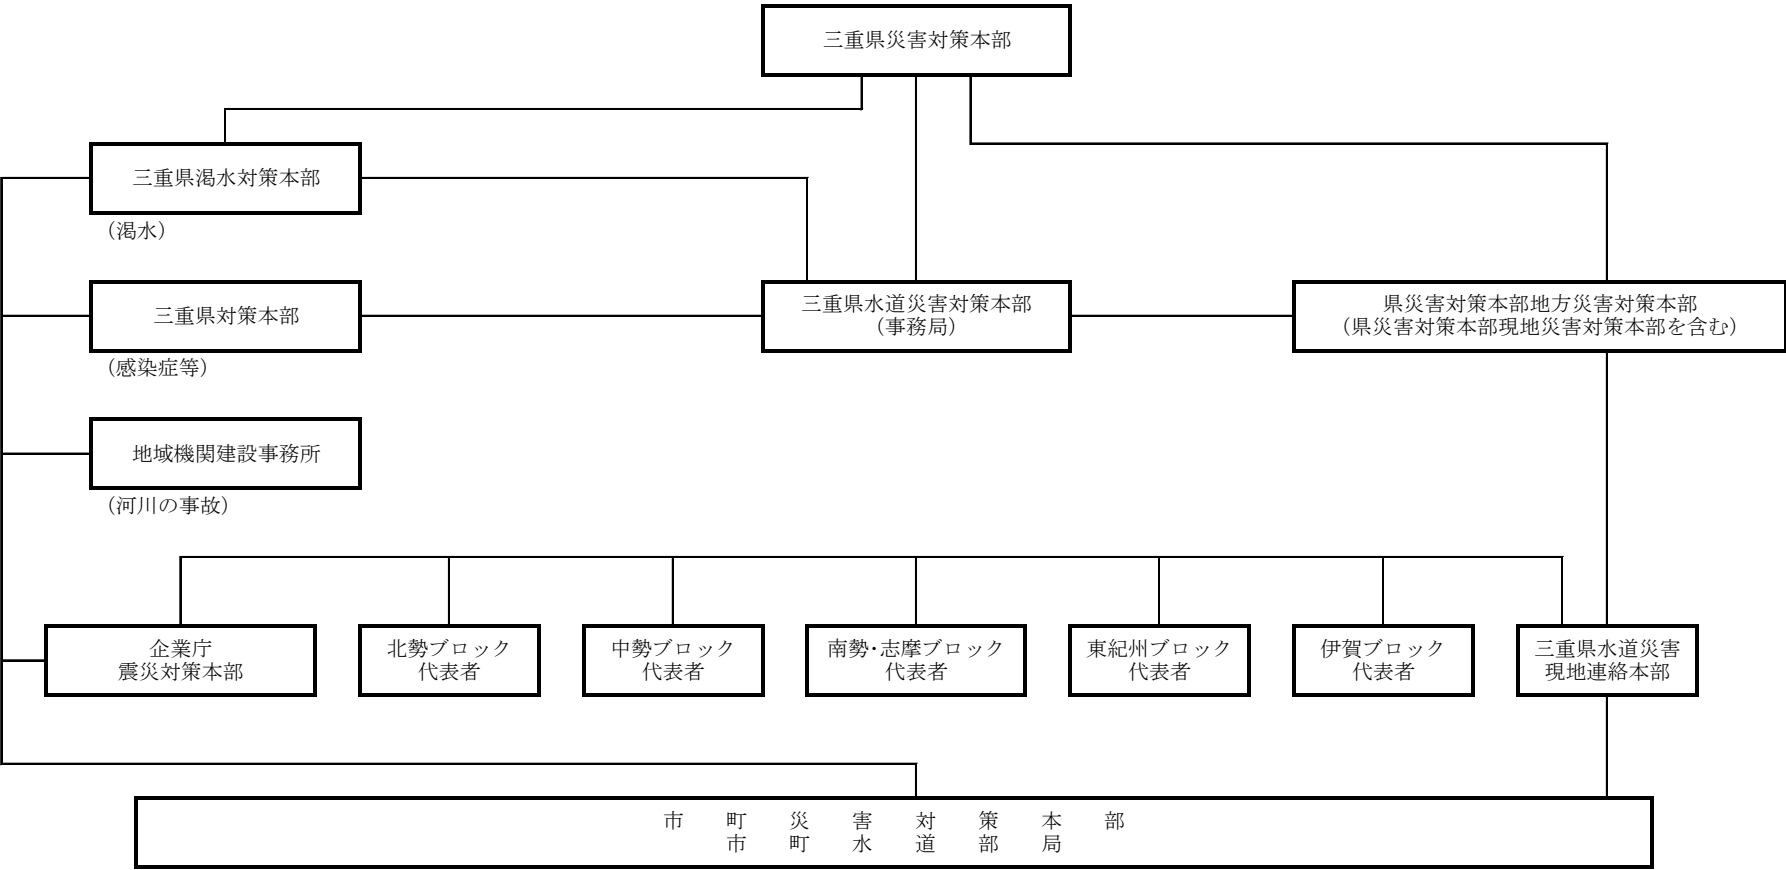 三重県災害対策本部
三重県渇水対策本部
（渇水）
三重県対策本部
（感染症等）
三重県水道災害対策本部
（事務局）
県災害対策本部地方災害対策本部
（県災害対策本部現地災害対策本部を含む）
地域機関建設事務所
（河川の事故）
企業庁
震災対策本部
北勢ブロック
代表者
中勢ブロック
代表者
南勢・志摩ブロック
代表者
東紀州ブロック
代表者
伊賀ブロック
代表者
三重県水道災害
現地連絡本部
市町災害対策本部
市町水道部局